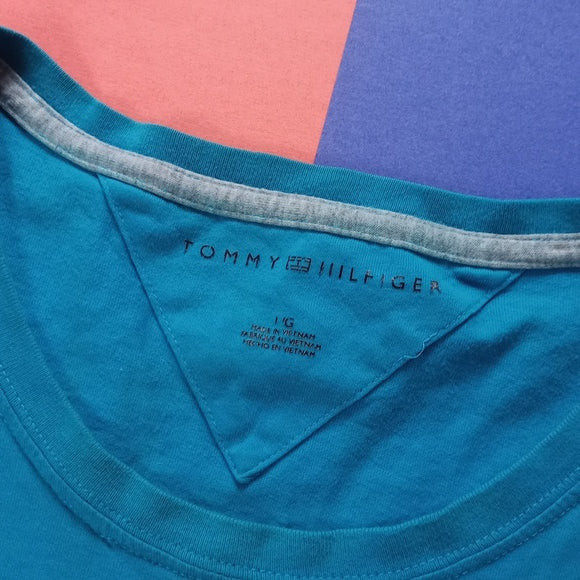 TOMMY HILFIGER
L/G
MADE IN VIETNAM
FABRIQUÉ AU VIETNAM
HECHO EN VIETNAM